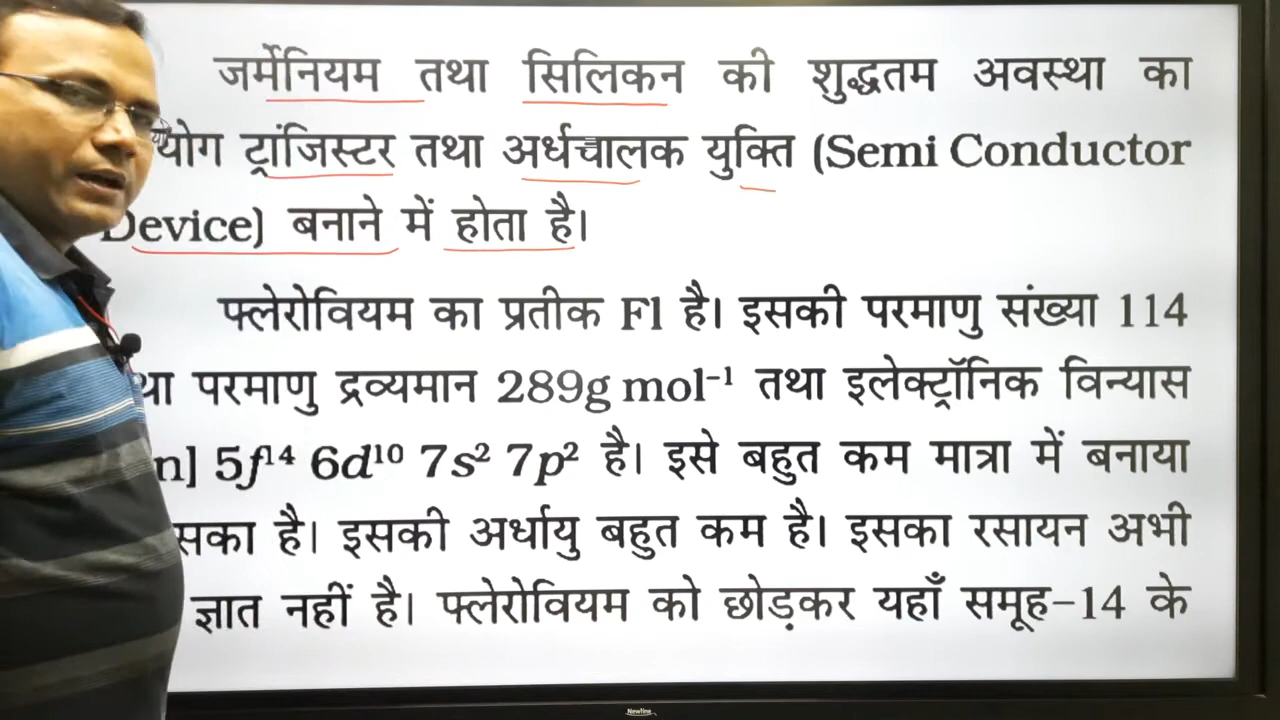 जर्मेनियम तथा सिलिकन की शुद्धतम अवस्था का
योग ट्रांजिस्टर तथा अर्धचालक युक्ति (Semi Conductor
Device) बनाने में होता है।
फ्लेरोवियम का प्रतीक Fl है। इसकी परमाणु संख्या 114
था परमाणु द्रव्यमान 289g mol⁻¹ तथा इलेक्ट्रॉनिक विन्यास
n] 5f¹⁴ 6d¹⁰ 7s² 7p² है। इसे बहुत कम मात्रा में बनाया
सका है। इसकी अर्धायु बहुत कम है। इसका रसायन अभी
ज्ञात नहीं है। फ्लेरोवियम को छोड़कर यहाँ समूह-14 के
Newline